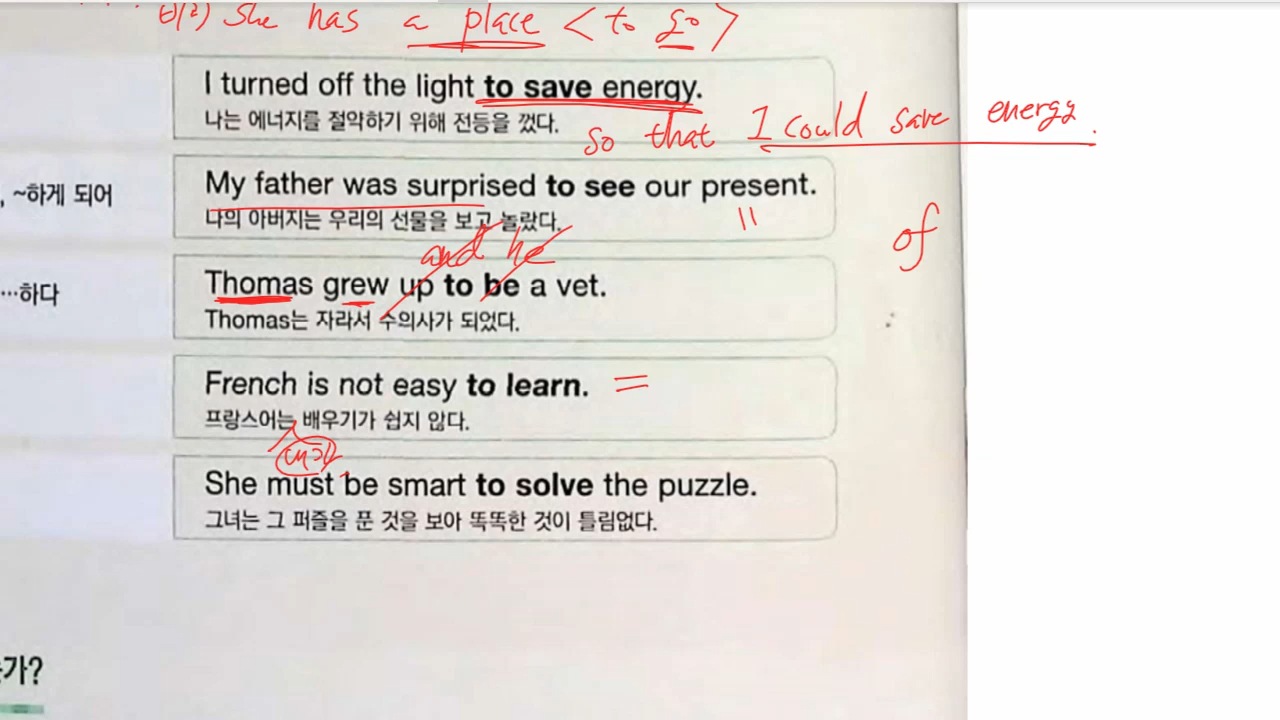 예2) She has a place < to go >
I turned off the light to save energy.
나는 에너지를 절약하기 위해 전등을 껐다.
so that I could save energy.
My father was surprised to see our present.
, ~하게 되어
나의 아버지는 우리의 선물을 보고 놀랐다.
of
and he
Thomas grew up to be a vet.
…하다
Thomas는 자라서 수의사가 되었다.
French is not easy to learn. =
프랑스어는 배우기가 쉽지 않다.
She must be smart to solve the puzzle.
그녀는 그 퍼즐을 푼 것을 보아 똑똑한 것이 틀림없다.
가?